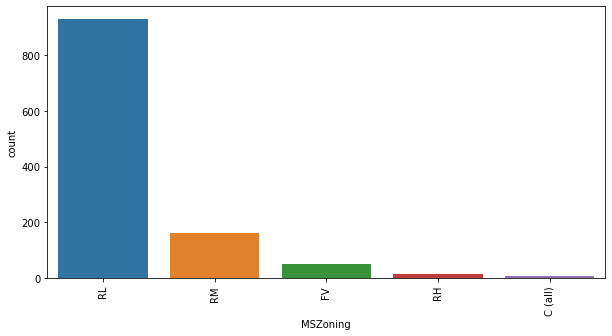 count
800
600
400
200
0
RL
RM
FV
RH
C (all)
MSZoning